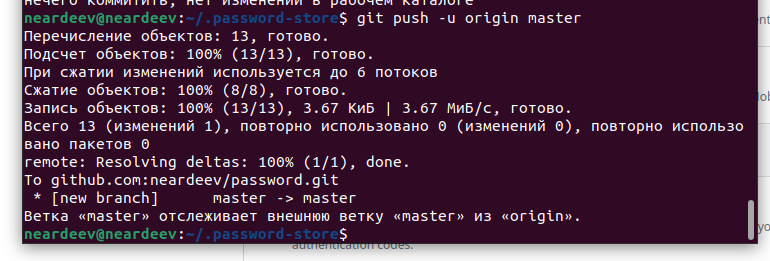 нечего коммитить, нет изменений в рабочем каталоге
neardeev@neardeev:~/.password-store$ git push -u origin master
Перечисление объектов: 13, готово.
Подсчет объектов: 100% (13/13), готово.
При сжатии изменений используется до 6 потоков
Сжатие объектов: 100% (8/8), готово.
Запись объектов: 100% (13/13), 3.67 КиБ | 3.67 МиБ/с, готово.
Всего 13 (изменений 1), повторно использовано 0 (изменений 0), повторно использо
вано пакетов 0
remote: Resolving deltas: 100% (1/1), done.
To github.com:neardeev/password.git
 * [new branch]      master -> master
Ветка «master» отслеживает внешнюю ветку «master» из «origin».
neardeev@neardeev:~/.password-store$
authentication codes.